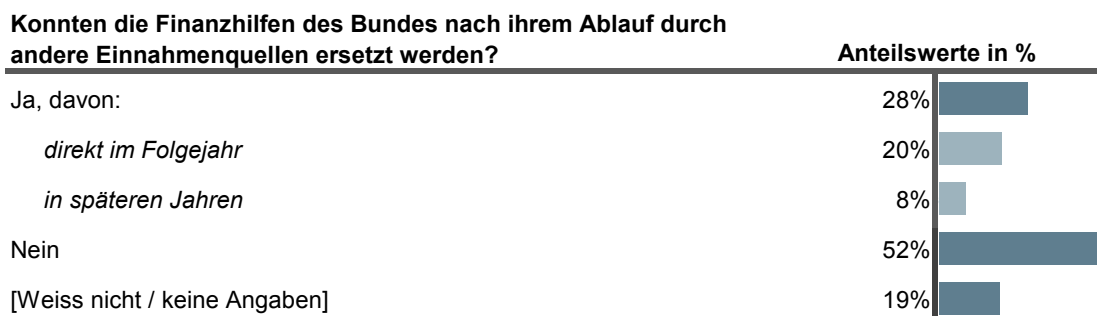 Konnten die Finanzhilfen des Bundes nach ihrem Ablauf durch
andere Einnahmenquellen ersetzt werden? Anteilswerte in %
Ja, davon: 28%
direkt im Folgejahr 20%
in späteren Jahren 8%
Nein 52%
[Weiss nicht / keine Angaben] 19%